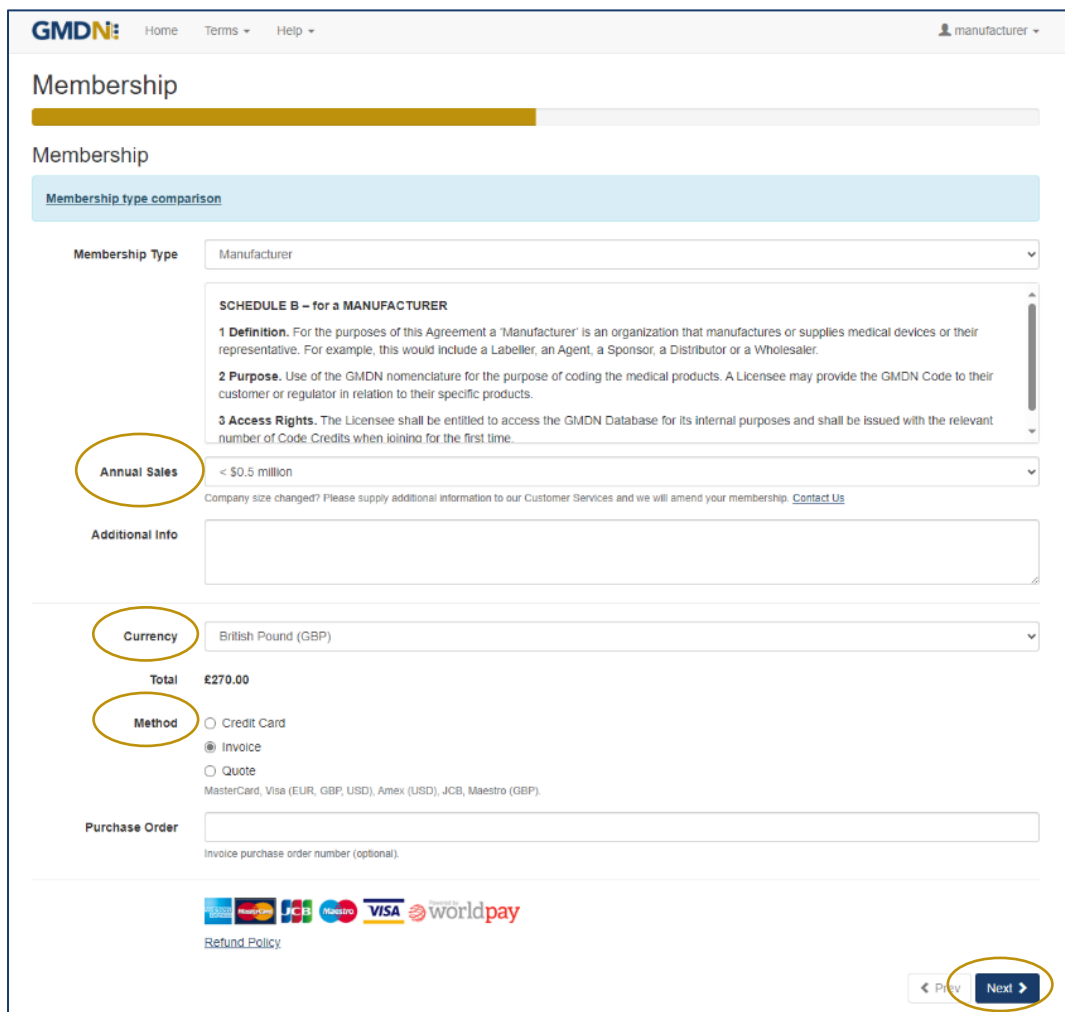 GMDN Home Terms Help manufacturer
Membership
Membership
Membership type comparison
Membership Type Manufacturer
SCHEDULE B – for a MANUFACTURER
1 Definition. For the purposes of this Agreement a 'Manufacturer' is an organization that manufactures or supplies medical devices or their
representative. For example, this would include a Labeller, an Agent, a Sponsor, a Distributor or a Wholesaler.
2 Purpose. Use of the GMDN nomenclature for the purpose of coding the medical products. A Licensee may provide the GMDN Code to their
customer or regulator in relation to their specific products.
3 Access Rights. The Licensee shall be entitled to access the GMDN Database for its internal purposes and shall be issued with the relevant
number of Code Credits when joining for the first time.
Annual Sales < $0.5 million
Company size changed? Please supply additional information to our Customer Services and we will amend your membership. Contact Us
Additional Info
Currency British Pound (GBP)
Total £270.00
Method Credit Card
Invoice
Quote
MasterCard, Visa (EUR, GBP, USD), Amex (USD), JCB, Maestro (GBP).
Purchase Order
Invoice purchase order number (optional).
MasterCard JCB Maestro VISA Powered by worldpay
Refund Policy
Prev Next